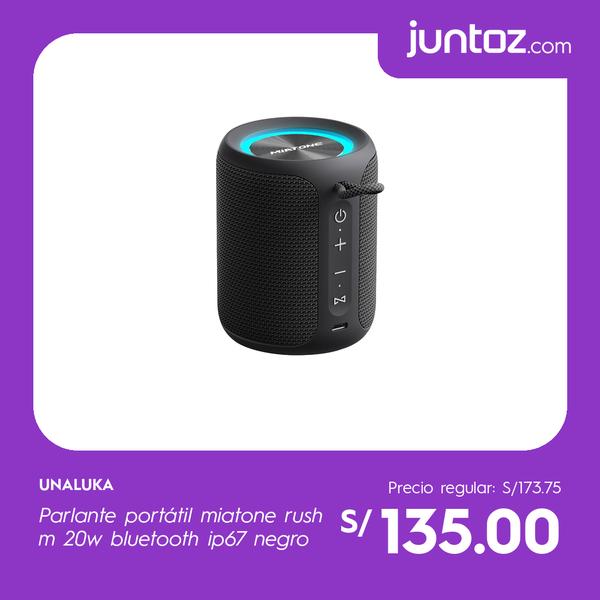 juntoz.com
MIATONE
UNALUKA
Parlante portátil miatone rush
m 20w bluetooth ip67 negro
Precio regular: S/173.75
S/135.00